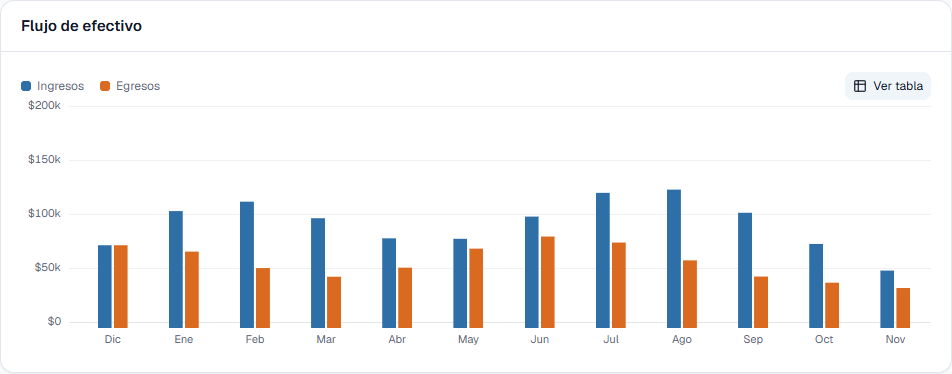 Flujo de efectivo
Ingresos Egresos Ver tabla
$200k
$150k
$100k
$50k
$0
Dic Ene Feb Mar Abr May Jun Jul Ago Sep Oct Nov